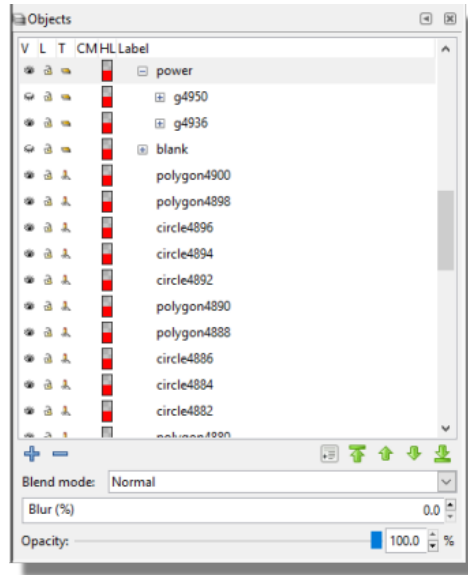 Objects
V L T CM HL Label
power
g4950
g4936
blank
polygon4900
polygon4898
circle4896
circle4894
circle4892
polygon4890
polygon4888
circle4886
circle4884
circle4882
polygon4880
Blend mode: Normal
Blur (%) 0.0
Opacity: 100.0 %